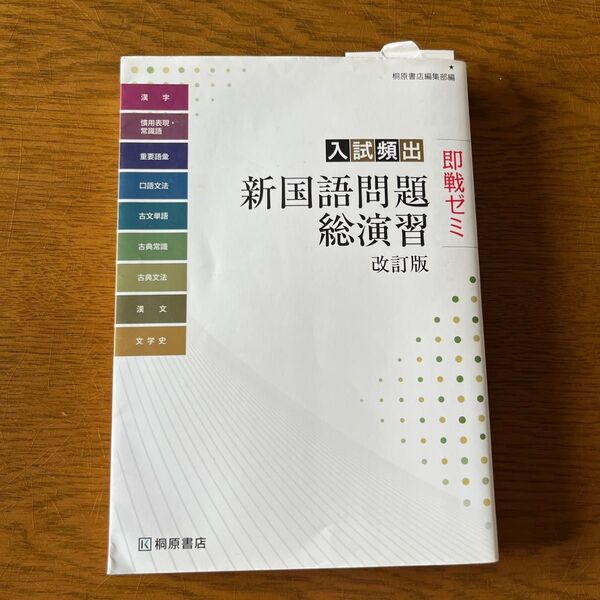 桐原書店編集部編
即戦ゼミ
入試頻出
新国語問題
総演習
改訂版
漢字
慣用表現・
常識語
重要語彙
口語文法
古文単語
古典常識
古典文法
漢文
文学史
桐原書店